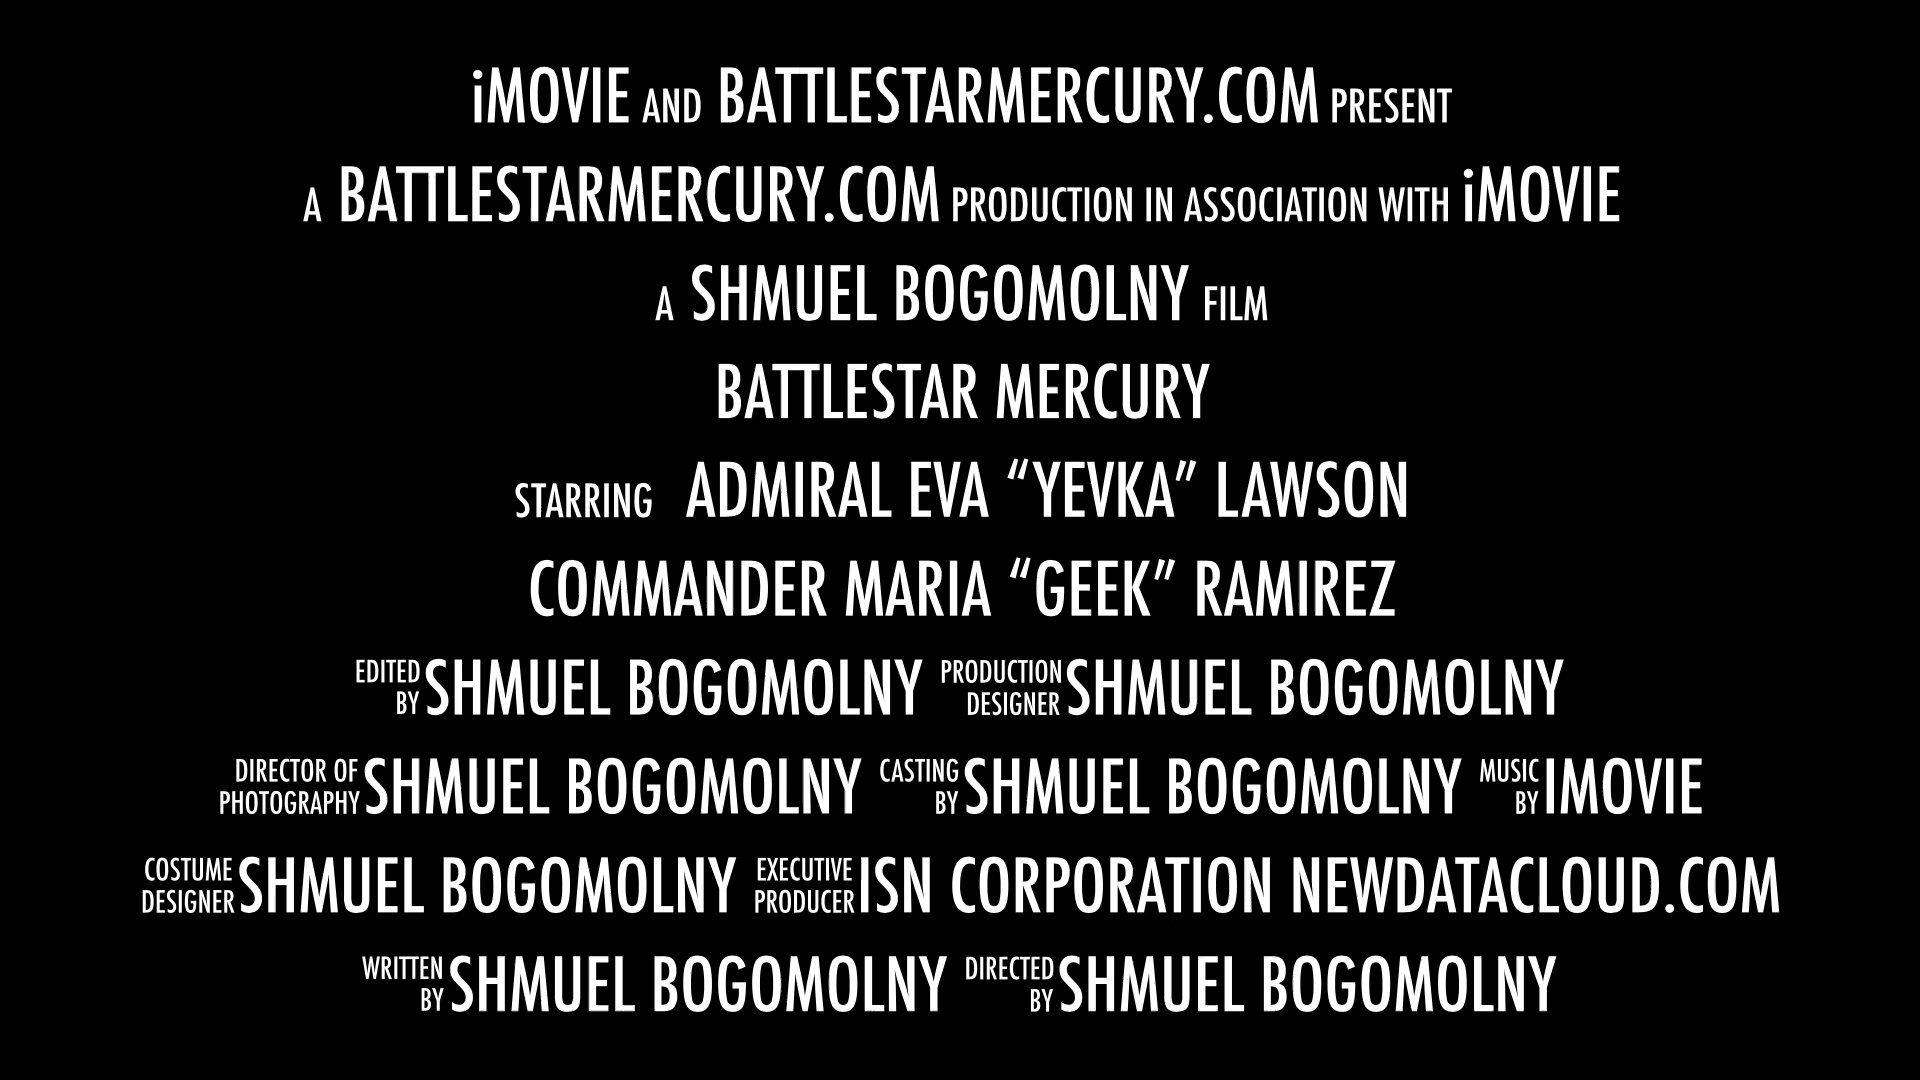 iMOVIE AND BATTLESTARMERCURY.COM PRESENT
A BATTLESTARMERCURY.COM PRODUCTION IN ASSOCIATION WITH iMOVIE
A SHMUEL BOGOMOLNY FILM
BATTLESTAR MERCURY
STARRING ADMIRAL EVA “YEVKA” LAWSON
COMMANDER MARIA “GEEK” RAMIREZ
EDITED BY SHMUEL BOGOMOLNY PRODUCTION DESIGNER SHMUEL BOGOMOLNY
DIRECTOR OF PHOTOGRAPHY SHMUEL BOGOMOLNY CASTING BY SHMUEL BOGOMOLNY MUSIC BY IMOVIE
COSTUME DESIGNER SHMUEL BOGOMOLNY EXECUTIVE PRODUCER ISN CORPORATION NEWDATACLOUD.COM
WRITTEN BY SHMUEL BOGOMOLNY DIRECTED BY SHMUEL BOGOMOLNY